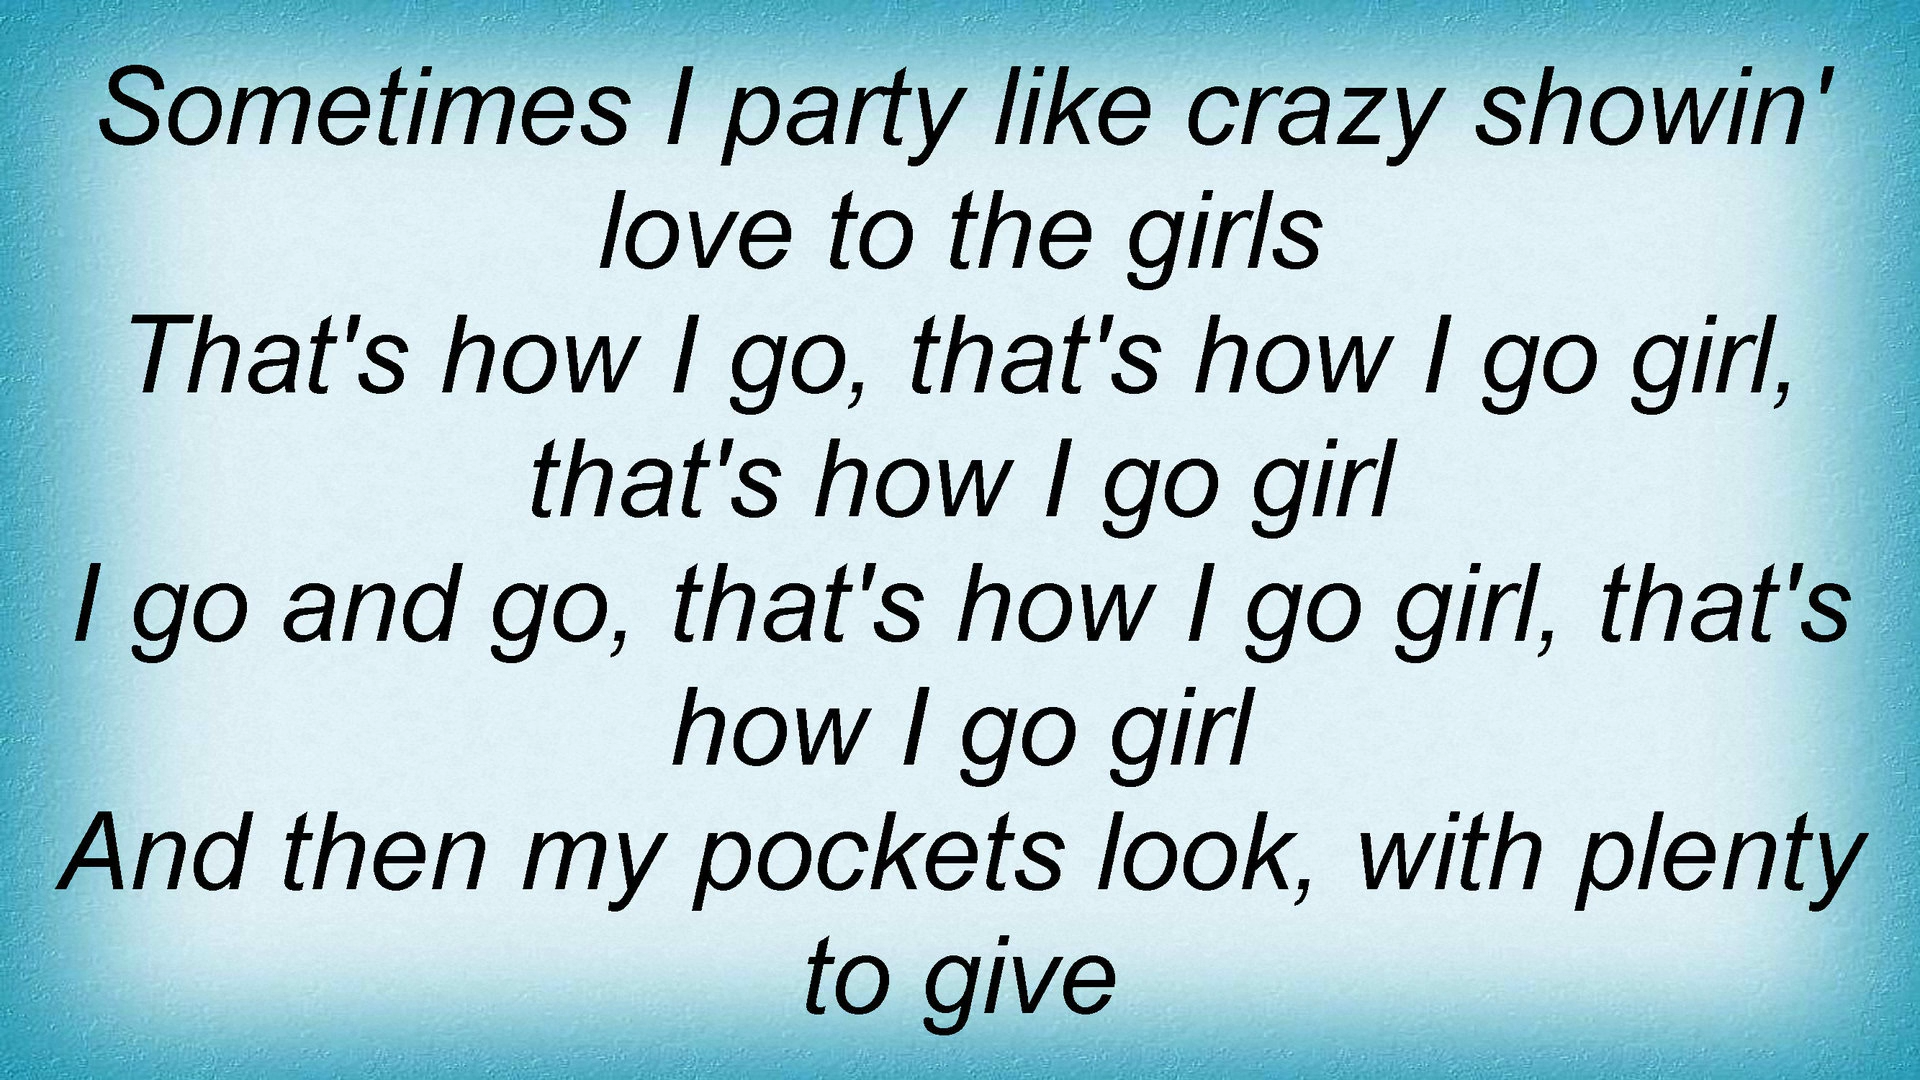 Sometimes I party like crazy showin'
love to the girls
That's how I go, that's how I go girl,
that's how I go girl
I go and go, that's how I go girl, that's
how I go girl
And then my pockets look, with plenty
to give